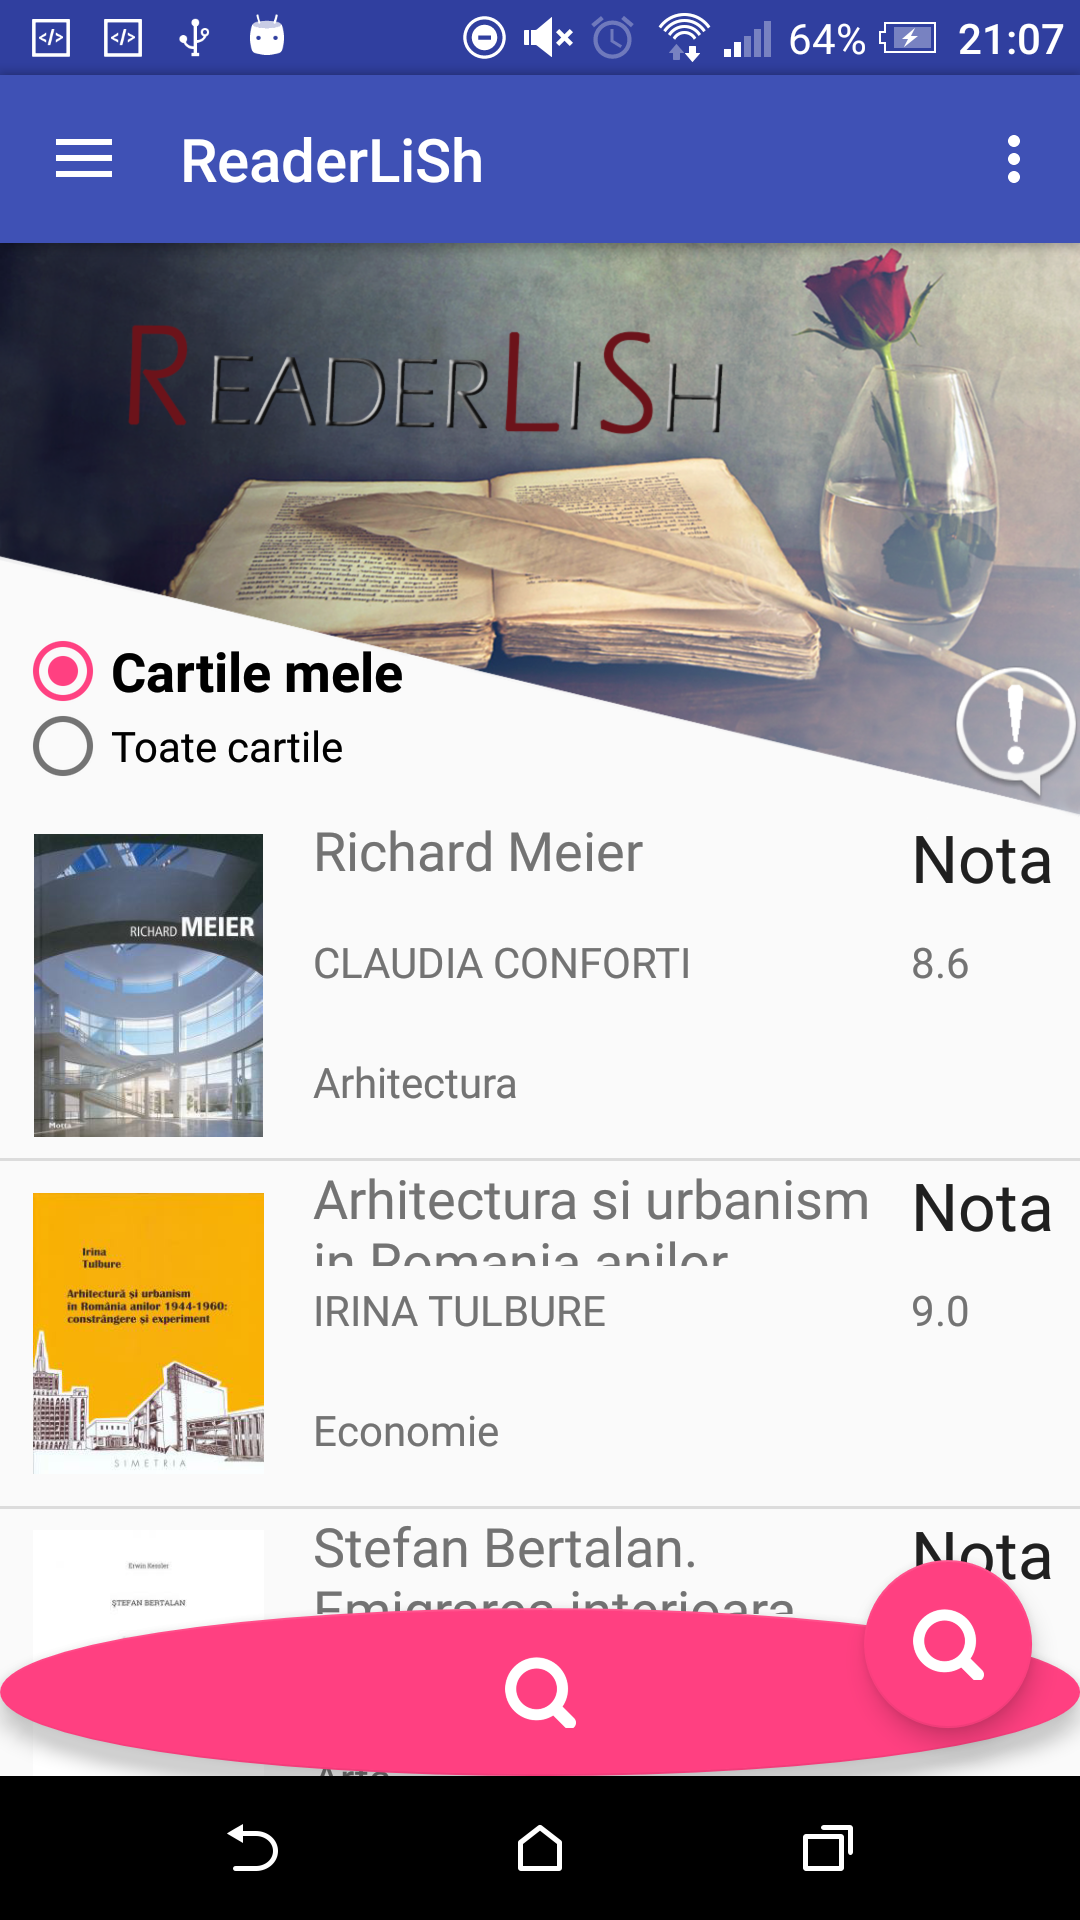 64% 21:07
ReaderLiSh
READERLISH
Cartile mele
Toate cartile
Richard Meier
Nota
RICHARD MEIER
CLAUDIA CONFORTI
8.6
Arhitectura
Motta
Arhitectura si urbanism
Nota
in Romania anilor
Irina
Tulbure
Arhitectură şi urbanism
în România anilor 1944-1960:
constrângere şi experiment
IRINA TULBURE
9.0
Economie
SIMETRIA
Stefan Bertalan.
Nota
Emigrarea interioara
Erwin Kessler
ŞTEFAN BERTALAN
Arta